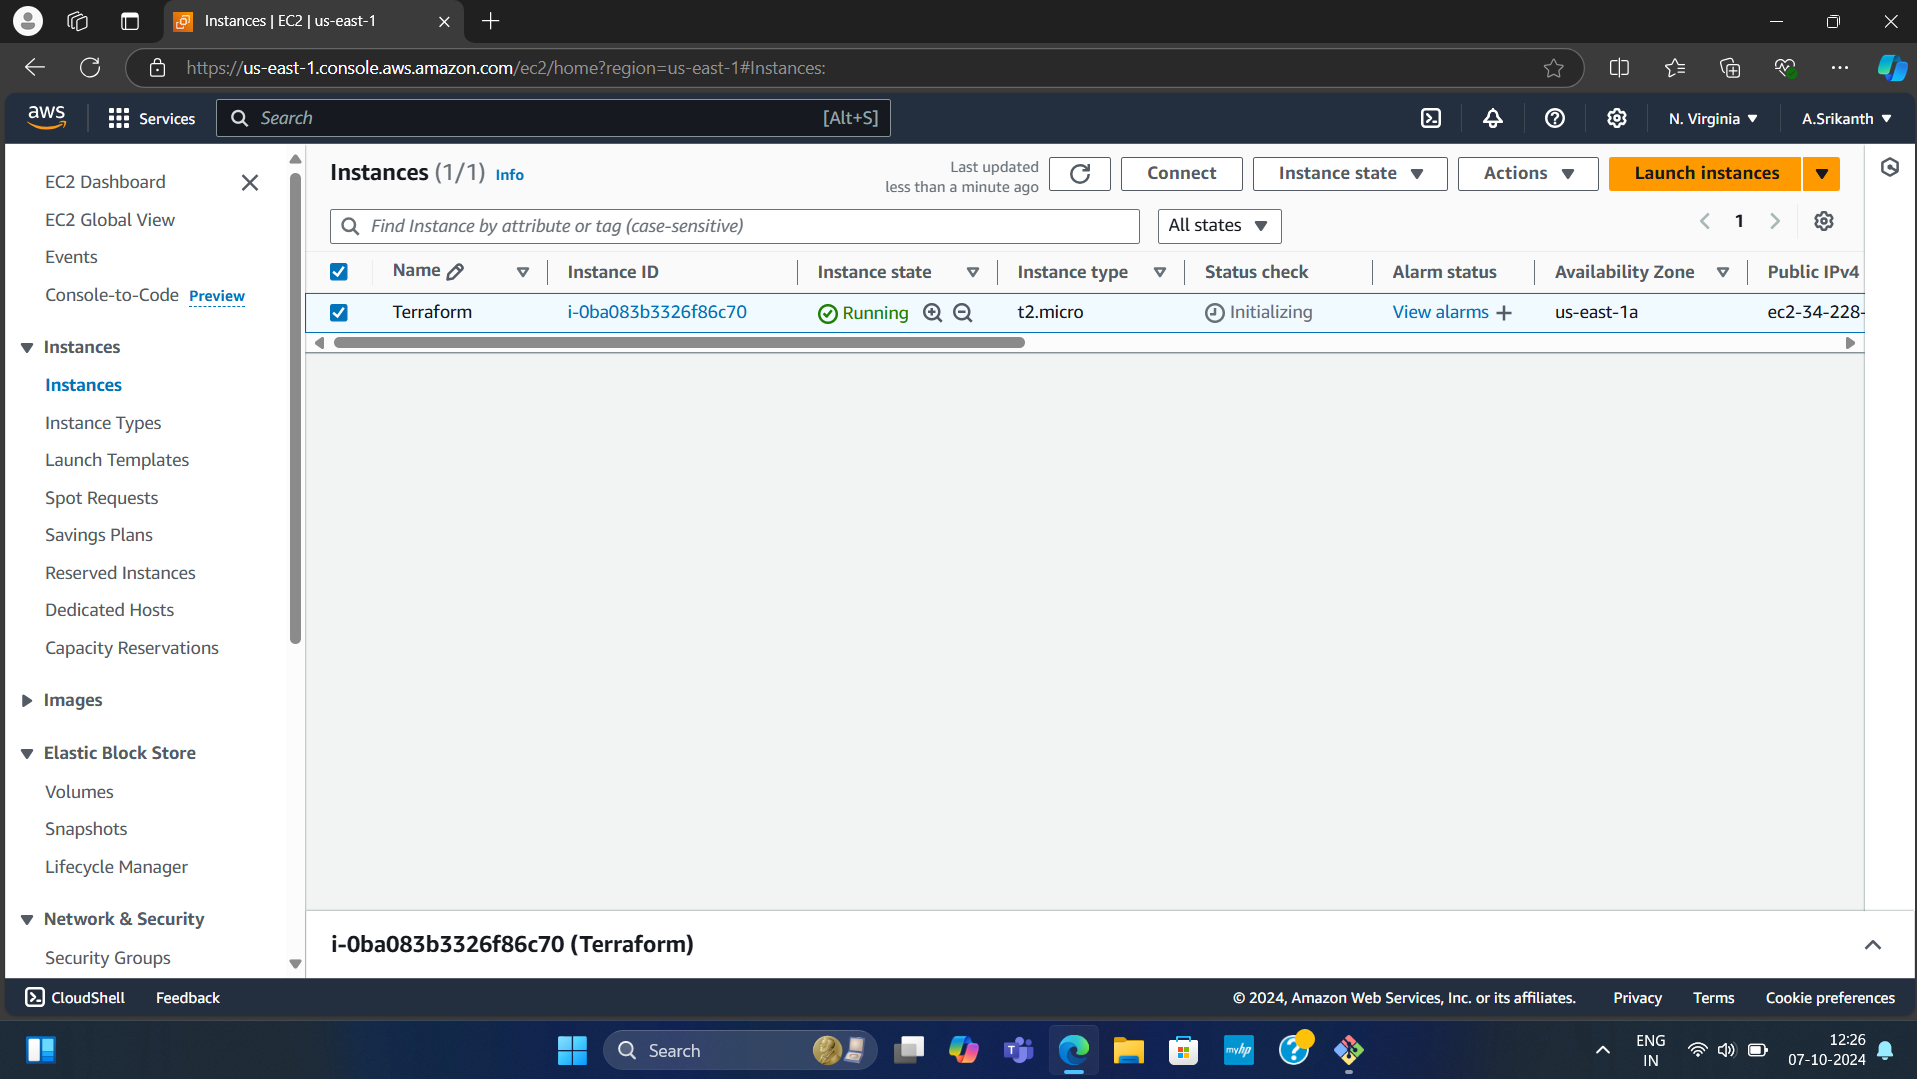 Instances | EC2 | us-east-1
https://us-east-1.console.aws.amazon.com/ec2/home?region=us-east-1#Instances:
aws
Services
Search
[Alt+S]
N. Virginia
A.Srikanth
EC2 Dashboard
EC2 Global View
Events
Console-to-Code Preview
Instances
Instances
Instance Types
Launch Templates
Spot Requests
Savings Plans
Reserved Instances
Dedicated Hosts
Capacity Reservations
Images
Elastic Block Store
Volumes
Snapshots
Lifecycle Manager
Network & Security
Security Groups
Instances (1/1) Info
Last updated
less than a minute ago
Connect
Instance state
Actions
Launch instances
Find Instance by attribute or tag (case-sensitive)
All states
1
Name
Instance ID
Instance state
Instance type
Status check
Alarm status
Availability Zone
Public IPv4
Terraform
i-0ba083b3326f86c70
Running
t2.micro
Initializing
View alarms
us-east-1a
ec2-34-228-
i-0ba083b3326f86c70 (Terraform)
CloudShell
Feedback
© 2024, Amazon Web Services, Inc. or its affiliates.
Privacy
Terms
Cookie preferences
Search
myhp
ENG
IN
12:26
07-10-2024